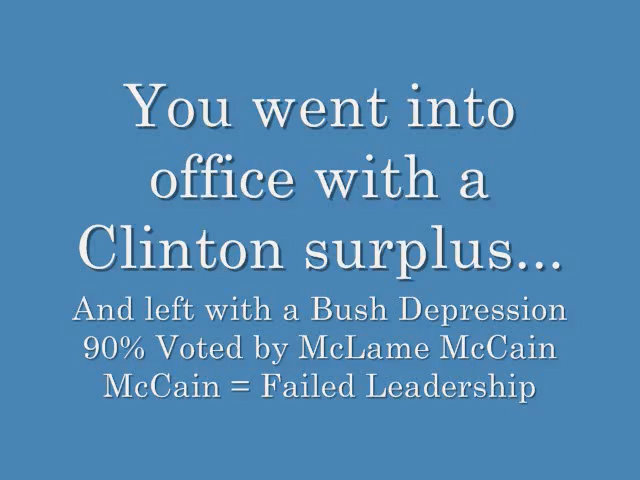 You went into
office with a
Clinton surplus...
And left with a Bush Depression
90% Voted by McLame McCain
McCain = Failed Leadership